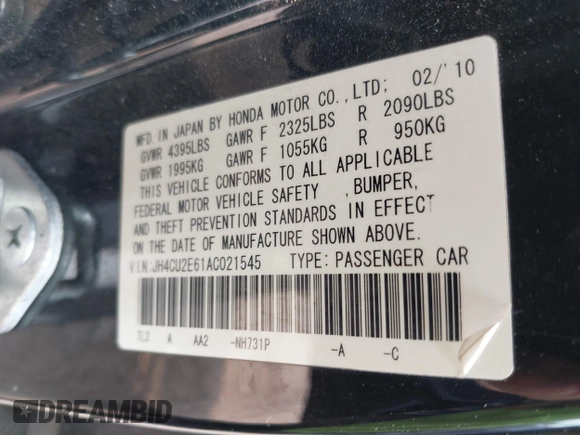 MFD. IN JAPAN BY HONDA MOTOR CO.,LTD; 02/'10
GVWR 4395LBS GAWR F 2325LBS R 2090LBS
GVWR 1995KG GAWR F 1055KG R 950KG
THIS VEHICLE CONFORMS TO ALL APPLICABLE
FEDERAL MOTOR VEHICLE SAFETY ,BUMPER,
AND THEFT PREVENTION STANDARDS IN EFFECT
ON THE DATE OF MANUFACTURE SHOWN ABOVE.
V.I.N:JH4CU2E61AC021545 TYPE:PASSENGER CAR
TL2 A AA2 -NH731P -A -C
DREAMBID